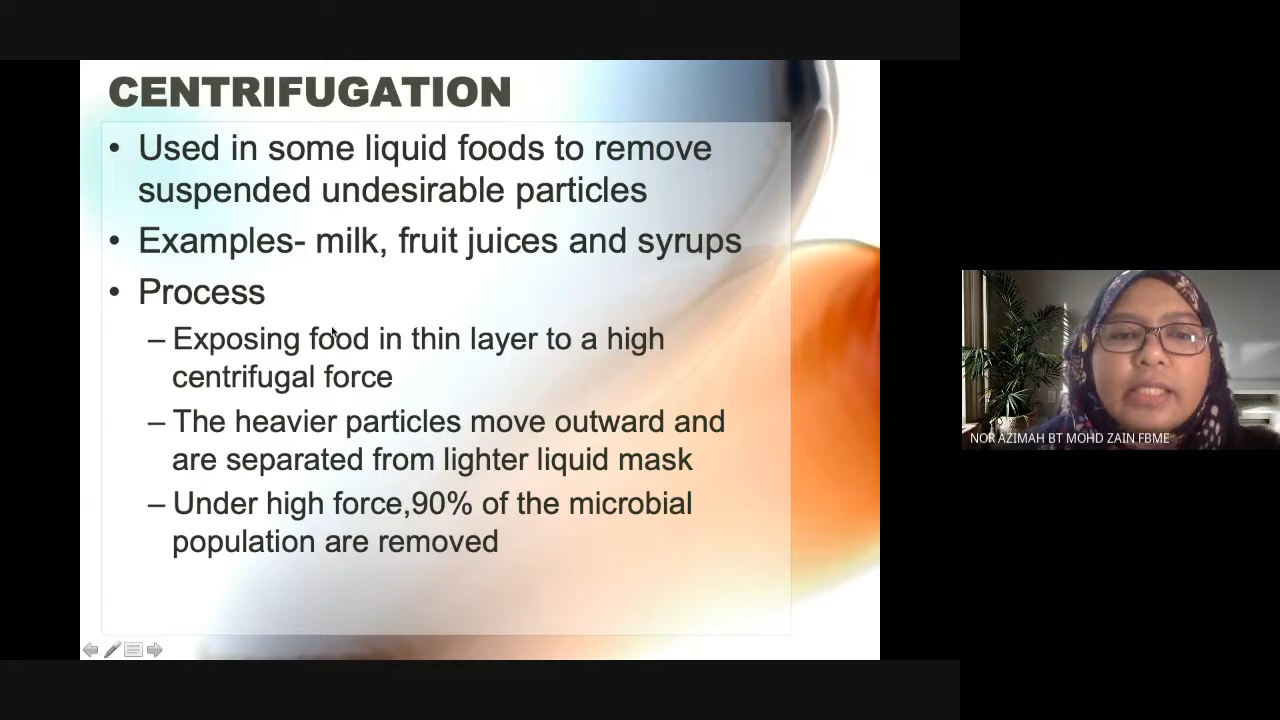 CENTRIFUGATION
• Used in some liquid foods to remove
suspended undesirable particles
• Examples- milk, fruit juices and syrups
• Process
– Exposing food in thin layer to a high
centrifugal force
– The heavier particles move outward and
are separated from lighter liquid mask
– Under high force,90% of the microbial
population are removed
NOR AZIMAH BT MOHD ZAIN FBME